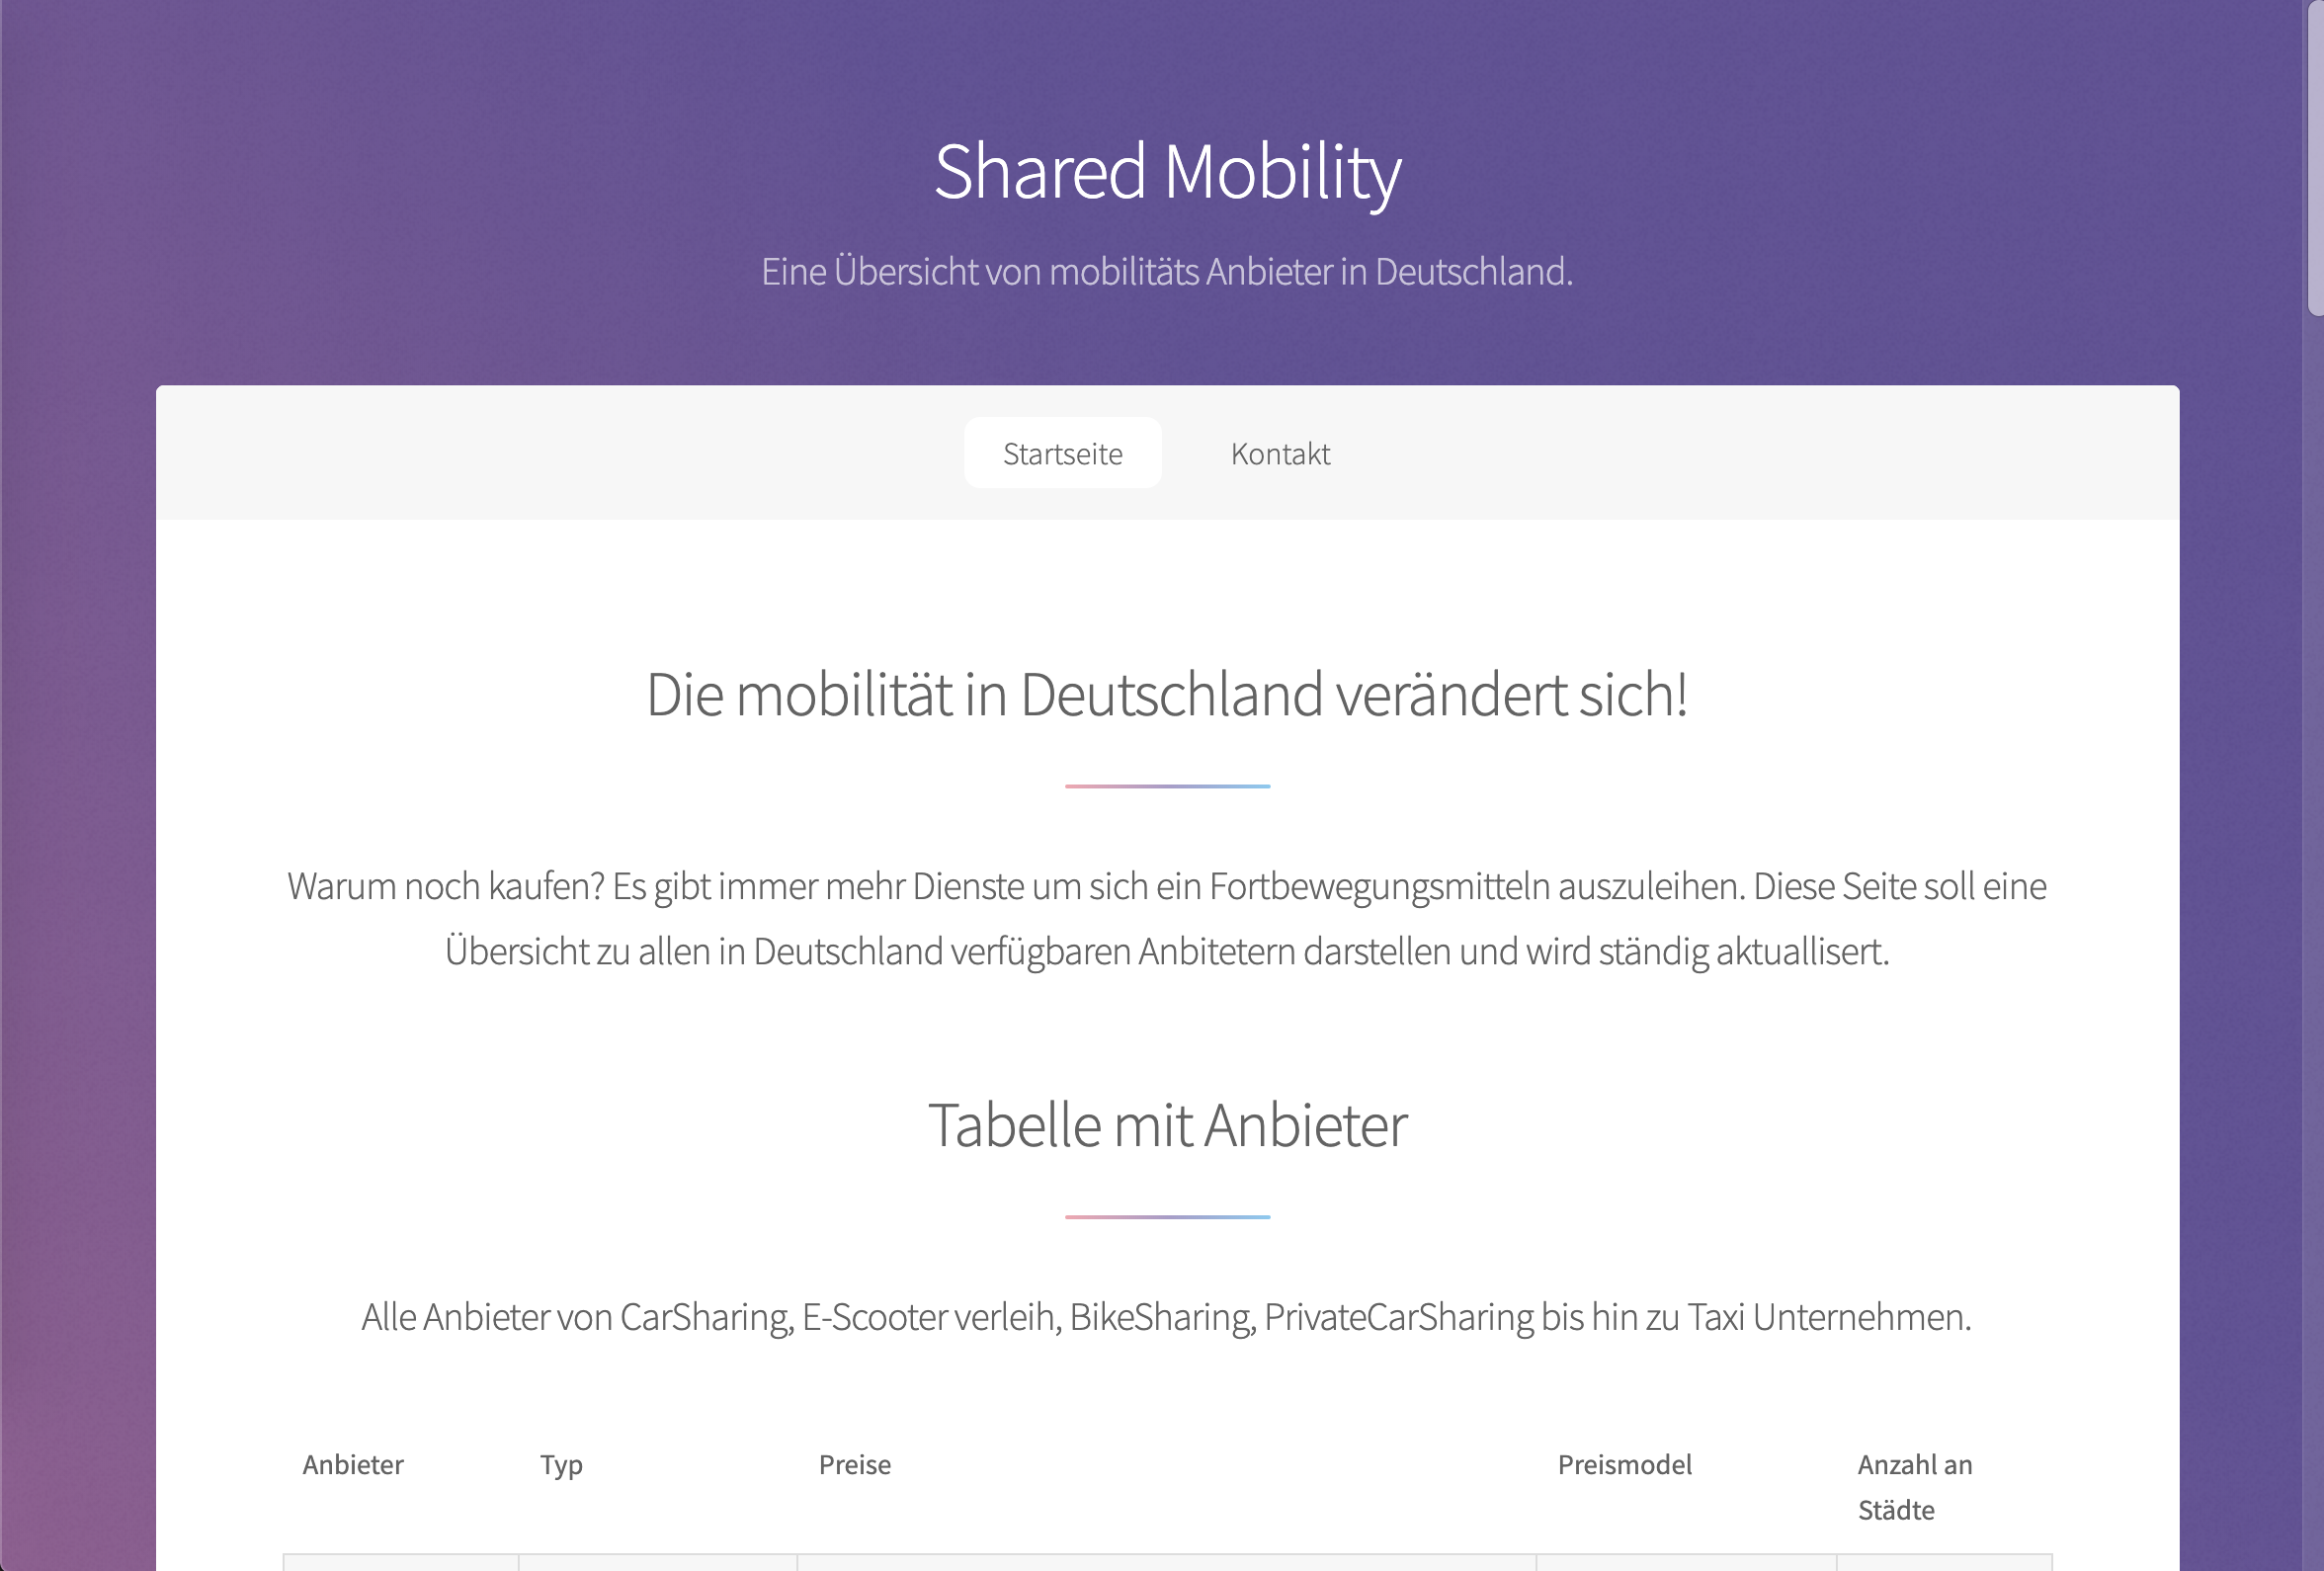 Shared Mobility
Eine Übersicht von mobilitäts Anbieter in Deutschland.
Startseite
Kontakt
Die mobilität in Deutschland verändert sich!
Warum noch kaufen? Es gibt immer mehr Dienste um sich ein Fortbewegungsmitteln auszuleihen. Diese Seite soll eine
Übersicht zu allen in Deutschland verfügbaren Anbitetern darstellen und wird ständig aktuallisert.
Tabelle mit Anbieter
Alle Anbieter von CarSharing, E-Scooter verleih, BikeSharing, PrivateCarSharing bis hin zu Taxi Unternehmen.
Anbieter
Typ
Preise
Preismodel
Anzahl an
Städte